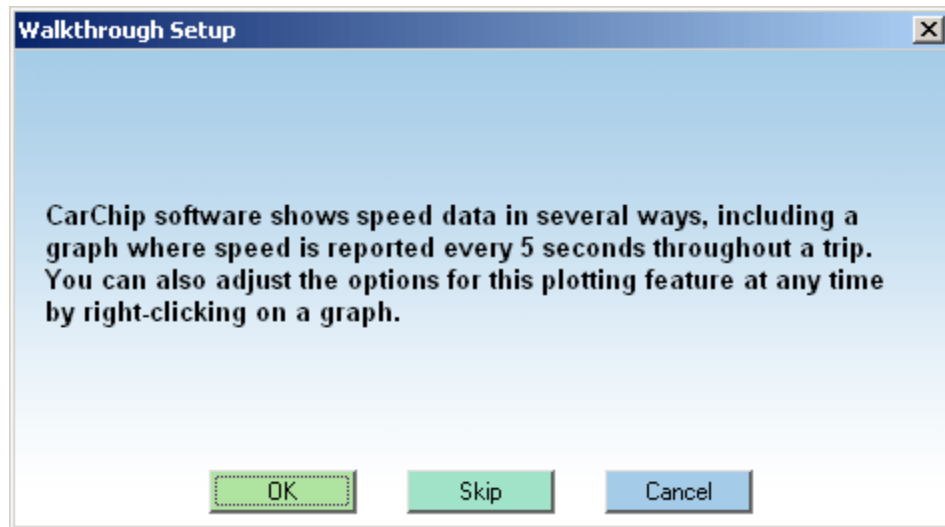 Walkthrough Setup
CarChip software shows speed data in several ways, including a
graph where speed is reported every 5 seconds throughout a trip.
You can also adjust the options for this plotting feature at any time
by right-clicking on a graph.
OK Skip Cancel